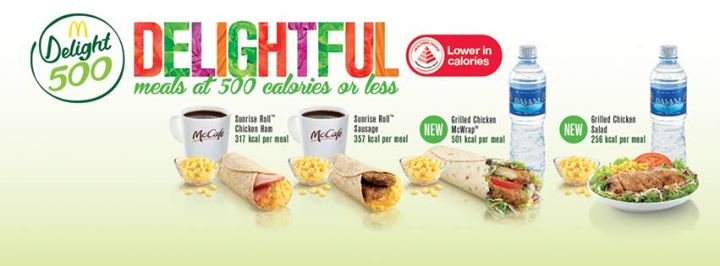 Delight
500
DELIGHTFUL
meals at 500 calories or less
Lower in
calories
McCafé
Sunrise Roll™
Chicken Ham
317 kcal per meal
McCafé
Sunrise Roll™
Sausage
357 kcal per meal
NEW
Grilled Chicken
McWrap®
501 kcal per meal
DASANI
NEW
Grilled Chicken
Salad
256 kcal per meal
DASANI